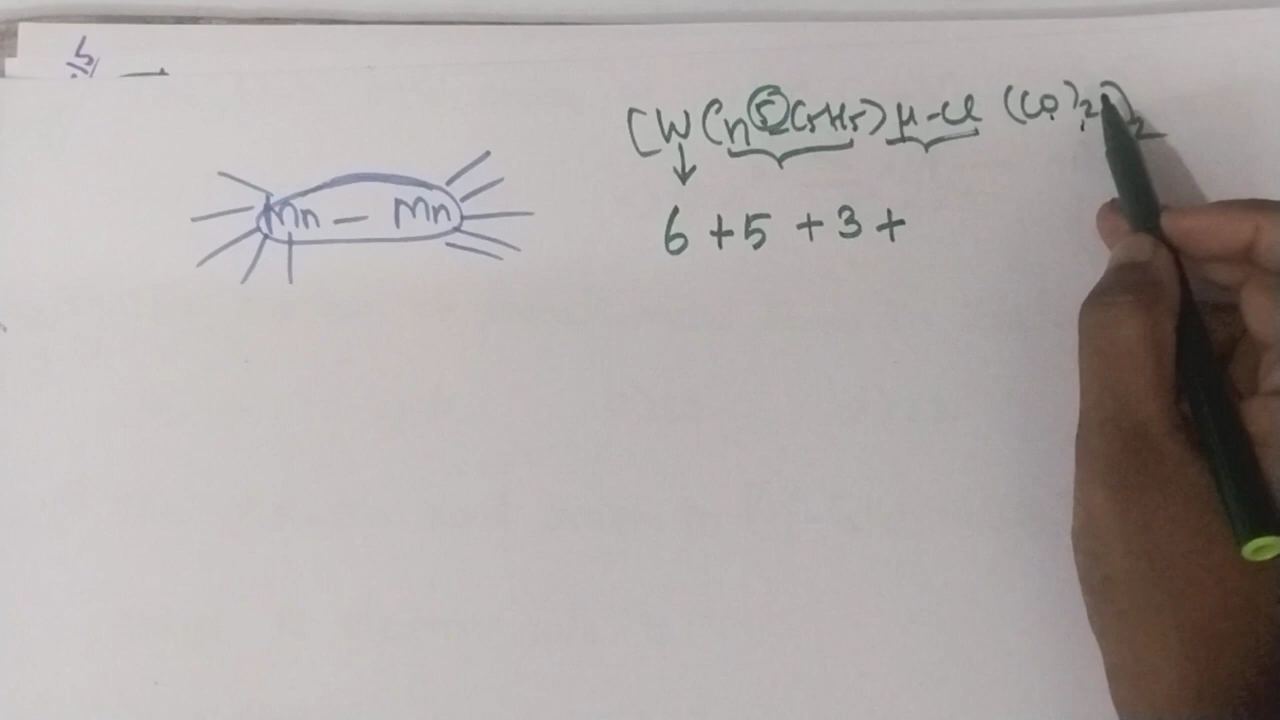 [W(η⁵C₅H₅) μ-Cl (CO)₂]₂
Mn — Mn
6 + 5 + 3 +